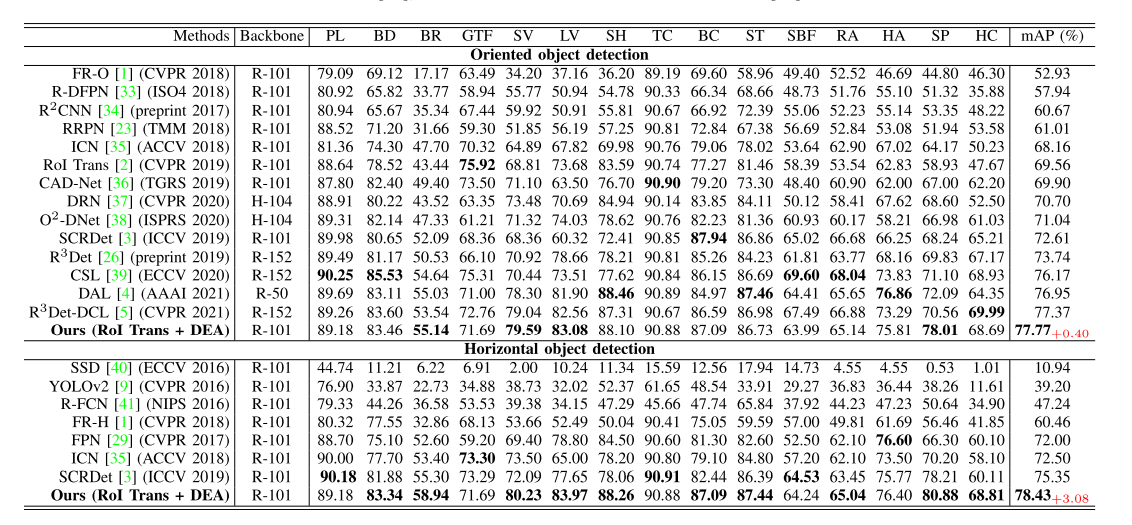 Methods Backbone PL BD BR GTF SV LV SH TC BC ST SBF RA HA SP HC mAP (%)
Oriented object detection
FR-O [1] (CVPR 2018) R-101 79.09 69.12 17.17 63.49 34.20 37.16 36.20 89.19 69.60 58.96 49.40 52.52 46.69 44.80 46.30 52.93
R-DFPN [33] (ISO4 2018) R-101 80.92 65.82 33.77 58.94 55.77 50.94 54.78 90.33 66.34 68.66 48.73 51.76 55.10 51.32 35.88 57.94
R²CNN [34] (preprint 2017) R-101 80.94 65.67 35.34 67.44 59.92 50.91 55.81 90.67 66.92 72.39 55.06 52.23 55.14 53.35 48.22 60.67
RRPN [23] (TMM 2018) R-101 88.52 71.20 31.66 59.30 51.85 56.19 57.25 90.81 72.84 67.38 56.69 52.84 53.08 51.94 53.58 61.01
ICN [35] (ACCV 2018) R-101 81.36 74.30 47.70 70.32 64.89 67.82 69.98 90.76 79.06 78.02 53.64 62.90 67.02 64.17 50.23 68.16
RoI Trans [2] (CVPR 2019) R-101 88.64 78.52 43.44 75.92 68.81 73.68 83.59 90.74 77.27 81.46 58.39 53.54 62.83 58.93 47.67 69.56
CAD-Net [36] (TGRS 2019) R-101 87.80 82.40 49.40 73.50 71.10 63.50 76.70 90.90 79.20 73.30 48.40 60.90 62.00 67.00 62.20 69.90
DRN [37] (CVPR 2020) H-104 88.91 80.22 43.52 63.35 73.48 70.69 84.94 90.14 83.85 84.11 50.12 58.41 67.62 68.60 52.50 70.70
O²-DNet [38] (ISPRS 2020) H-104 89.31 82.14 47.33 61.21 71.32 74.03 78.62 90.76 82.23 81.36 60.93 60.17 58.21 66.98 61.03 71.04
SCRDet [3] (ICCV 2019) R-101 89.98 80.65 52.09 68.36 68.36 60.32 72.41 90.85 87.94 86.86 65.02 66.68 66.25 68.24 65.21 72.61
R³Det [26] (preprint 2019) R-152 89.49 81.17 50.53 66.10 70.92 78.66 78.21 90.81 85.26 84.23 61.81 63.77 68.16 69.83 67.17 73.74
CSL [39] (ECCV 2020) R-152 90.25 85.53 54.64 75.31 70.44 73.51 77.62 90.84 86.15 86.69 69.60 68.04 73.83 71.10 68.93 76.17
DAL [4] (AAAI 2021) R-50 89.69 83.11 55.03 71.00 78.30 81.90 88.46 90.89 84.97 87.46 64.41 65.65 76.86 72.09 64.35 76.95
R³Det-DCL [5] (CVPR 2021) R-152 89.26 83.60 53.54 72.76 79.04 82.56 87.31 90.67 86.59 86.98 67.49 66.88 73.29 70.56 69.99 77.37
Ours (RoI Trans + DEA) R-101 89.18 83.46 55.14 71.69 79.59 83.08 88.10 90.88 87.09 86.73 63.99 65.14 75.81 78.01 68.69 77.77+0.40
Horizontal object detection
SSD [40] (ECCV 2016) R-101 44.74 11.21 6.22 6.91 2.00 10.24 11.34 15.59 12.56 17.94 14.73 4.55 4.55 0.53 1.01 10.94
YOLOv2 [9] (CVPR 2016) R-101 76.90 33.87 22.73 34.88 38.73 32.02 52.37 61.65 48.54 33.91 29.27 36.83 36.44 38.26 11.61 39.20
R-FCN [41] (NIPS 2016) R-101 79.33 44.26 36.58 53.53 39.38 34.15 47.29 45.66 47.74 65.84 37.92 44.23 47.23 50.64 34.90 47.24
FR-H [1] (CVPR 2018) R-101 80.32 77.55 32.86 68.13 53.66 52.49 50.04 90.41 75.05 59.59 57.00 49.81 61.69 56.46 41.85 60.46
FPN [29] (CVPR 2017) R-101 88.70 75.10 52.60 59.20 69.40 78.80 84.50 90.60 81.30 82.60 52.50 62.10 76.60 66.30 60.10 72.00
ICN [35] (ACCV 2018) R-101 90.00 77.70 53.40 73.30 73.50 65.00 78.20 90.80 79.10 84.80 57.20 62.10 73.50 70.20 58.10 72.50
SCRDet [3] (ICCV 2019) R-101 90.18 81.88 55.30 73.29 72.09 77.65 78.06 90.91 82.44 86.39 64.53 63.45 75.77 78.21 60.11 75.35
Ours (RoI Trans + DEA) R-101 89.18 83.34 58.94 71.69 80.23 83.97 88.26 90.88 87.09 87.44 64.24 65.04 76.40 80.88 68.81 78.43+3.08